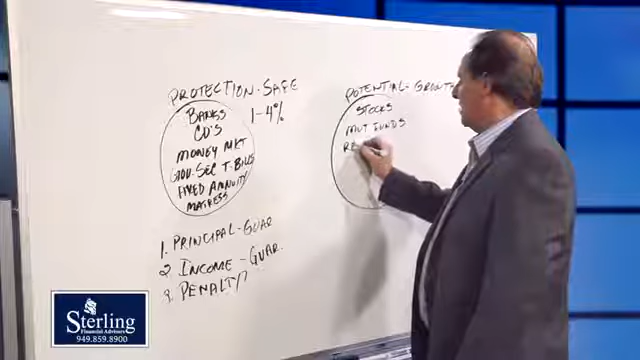 PROTECTION-SAFE
BANKS
CD'S
MONEY MKT
GOV. SEC T-BILLS
FIXED ANNUITY
MATRESS
1-4%
1. PRINCIPAL-GUAR
2 INCOME-GUAR.
3. PENALTY
POTENTIAL-GROWTH
STOCKS
MUT FUNDS
RE
Sterling
Financial Advisors
949.859.8900